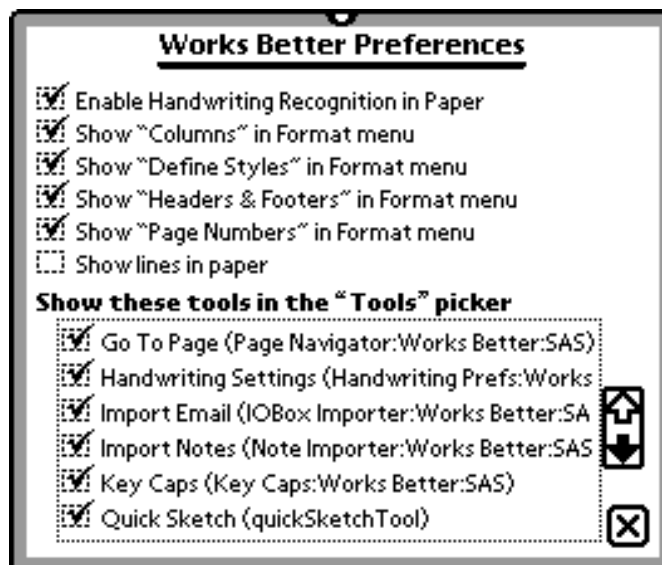 Works Better Preferences
Enable Handwriting Recognition in Paper
Show "Columns" in Format menu
Show "Define Styles" in Format menu
Show "Headers & Footers" in Format menu
Show "Page Numbers" in Format menu
Show lines in paper
Show these tools in the "Tools" picker
Go To Page (Page Navigator:Works Better:SAS)
Handwriting Settings (Handwriting Prefs:Works
Import Email (IOBox Importer:Works Better:SA
Import Notes (Note Importer:Works Better:SAS
Key Caps (Key Caps:Works Better:SAS)
Quick Sketch (quickSketchTool)